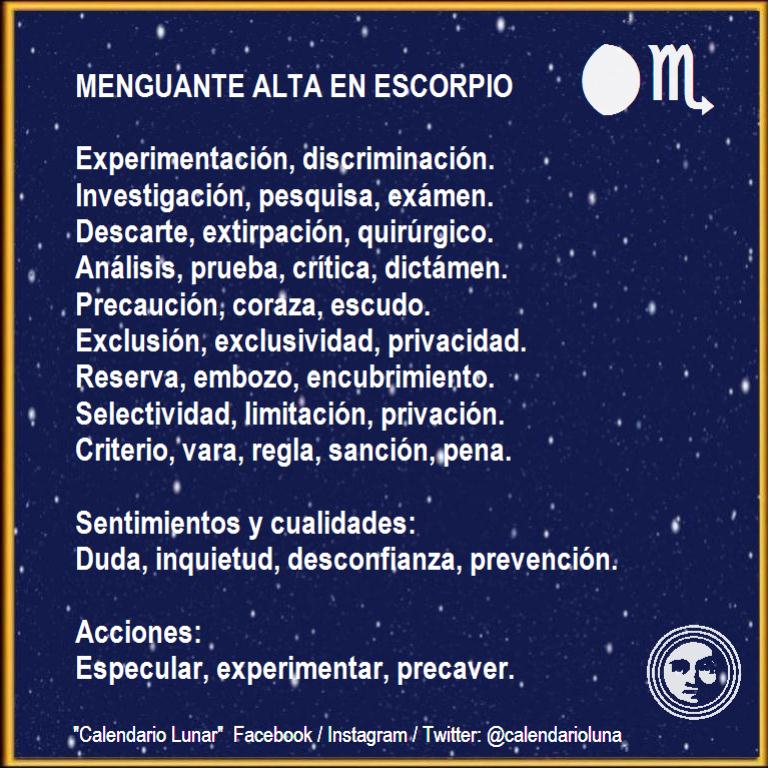 MENGUANTE ALTA EN ESCORPIO
Experimentación, discriminación.
Investigación, pesquisa, exámen.
Descarte, extirpación, quirúrgico.
Análisis, prueba, crítica, dictámen.
Precaución, coraza, escudo.
Exclusión, exclusividad, privacidad.
Reserva, embozo, encubrimiento.
Selectividad, limitación, privación.
Criterio, vara, regla, sanción, pena.
Sentimientos y cualidades:
Duda, inquietud, desconfianza, prevención.
Acciones:
Especular, experimentar, precaver.
"Calendario Lunar" Facebook / Instagram / Twitter: @calendarioluna